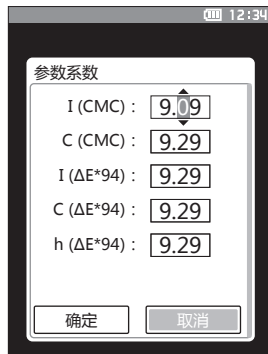 12:34
参数系数
I (CMC) : 9.09
C (CMC) : 9.29
I (ΔE*94) : 9.29
C (ΔE*94) : 9.29
h (ΔE*94) : 9.29
确定 取消